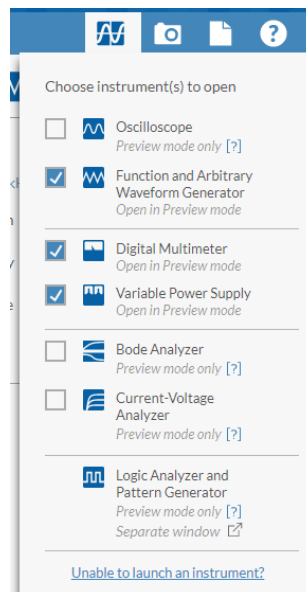 Choose instrument(s) to open
Oscilloscope
Preview mode only [?]
Function and Arbitrary
Waveform Generator
Open in Preview mode
Digital Multimeter
Open in Preview mode
Variable Power Supply
Open in Preview mode
Bode Analyzer
Preview mode only [?]
Current-Voltage
Analyzer
Preview mode only [?]
Logic Analyzer and
Pattern Generator
Preview mode only [?]
Separate window
Unable to launch an instrument?